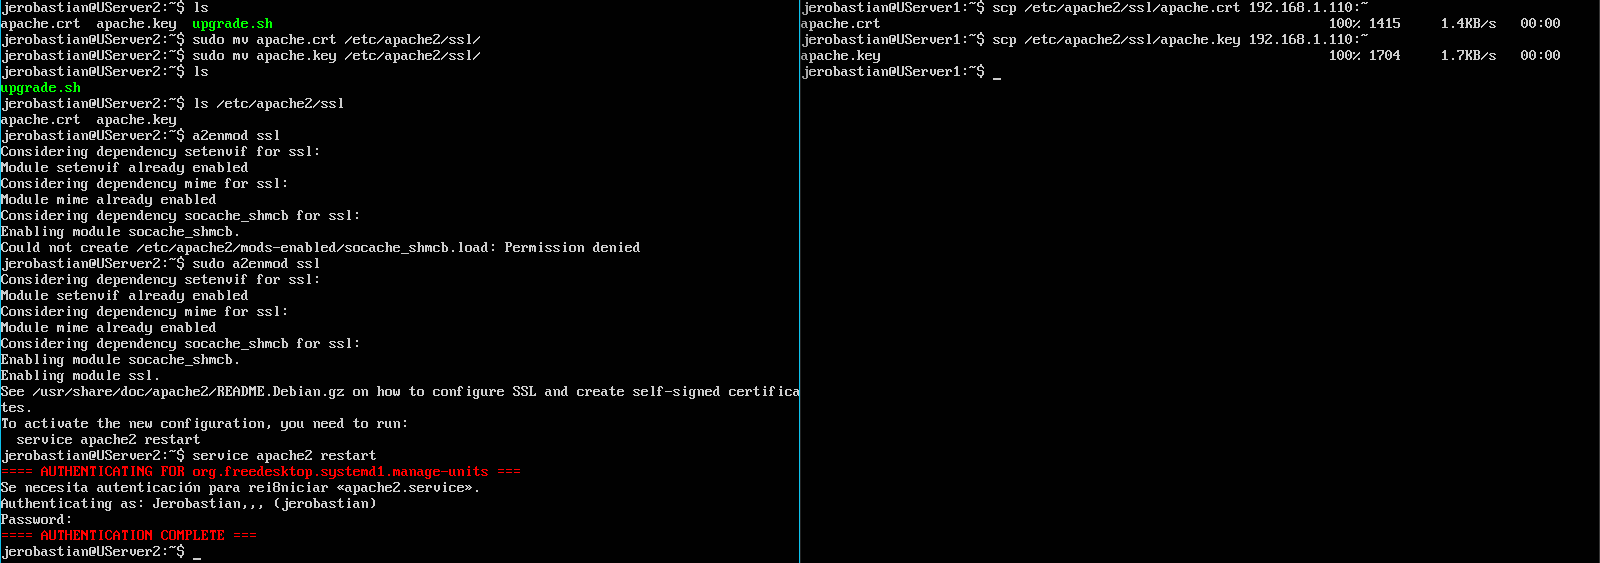 jerobastian@UServer2:~$ ls
apache.crt  apache.key  upgrade.sh
jerobastian@UServer2:~$ sudo mv apache.crt /etc/apache2/ssl/
jerobastian@UServer2:~$ sudo mv apache.key /etc/apache2/ssl/
jerobastian@UServer2:~$ ls
upgrade.sh
jerobastian@UServer2:~$ ls /etc/apache2/ssl
apache.crt  apache.key
jerobastian@UServer2:~$ a2enmod ssl
Considering dependency setenvif for ssl:
Module setenvif already enabled
Considering dependency mime for ssl:
Module mime already enabled
Considering dependency socache_shmcb for ssl:
Enabling module socache_shmcb.
Could not create /etc/apache2/mods-enabled/socache_shmcb.load: Permission denied
jerobastian@UServer2:~$ sudo a2enmod ssl
Considering dependency setenvif for ssl:
Module setenvif already enabled
Considering dependency mime for ssl:
Module mime already enabled
Considering dependency socache_shmcb for ssl:
Enabling module socache_shmcb.
Enabling module ssl.
See /usr/share/doc/apache2/README.Debian.gz on how to configure SSL and create self-signed certifica
tes.
To activate the new configuration, you need to run:
  service apache2 restart
jerobastian@UServer2:~$ service apache2 restart
==== AUTHENTICATING FOR org.freedesktop.systemd1.manage-units ===
Se necesita autenticación para rei8niciar «apache2.service».
Authenticating as: Jerobastian,,, (jerobastian)
Password:
==== AUTHENTICATION COMPLETE ===
jerobastian@UServer2:~$ _
jerobastian@UServer1:~$ scp /etc/apache2/ssl/apache.crt 192.168.1.110:~
apache.crt 100% 1415 1.4KB/s 00:00
jerobastian@UServer1:~$ scp /etc/apache2/ssl/apache.key 192.168.1.110:~
apache.key 100% 1704 1.7KB/s 00:00
jerobastian@UServer1:~$ _